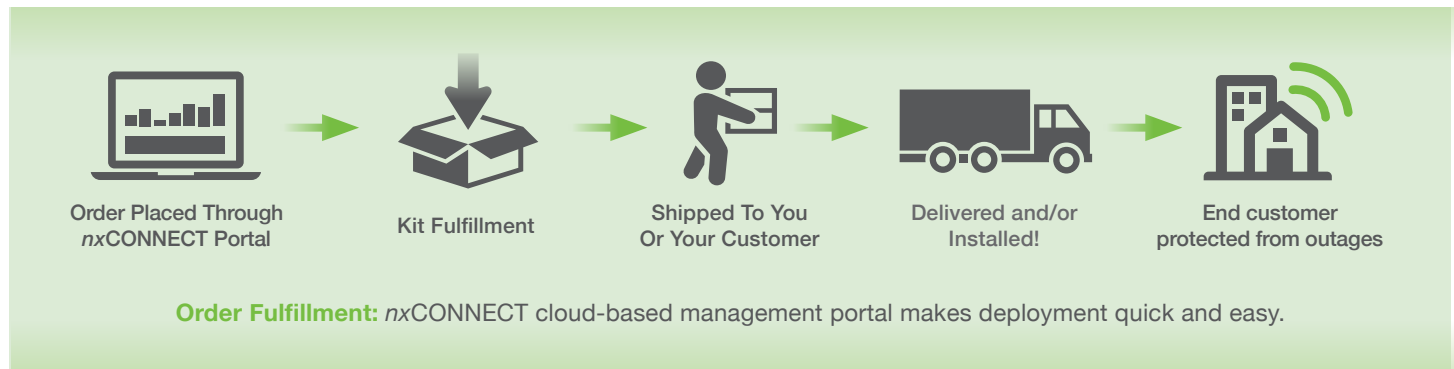 Order Placed Through
nxCONNECT Portal
Kit Fulfillment
Shipped To You
Or Your Customer
Delivered and/or
Installed!
End customer
protected from outages
Order Fulfillment: nxCONNECT cloud-based management portal makes deployment quick and easy.